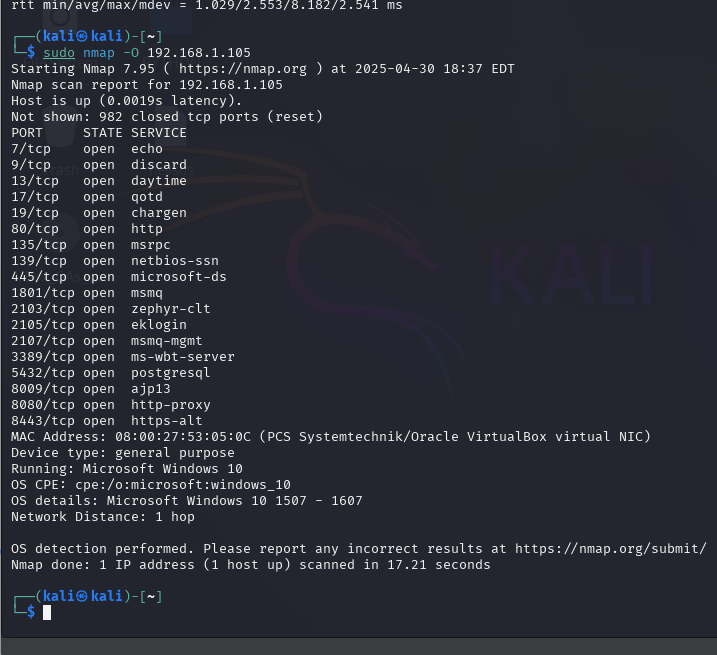 rtt min/avg/max/mdev = 1.029/2.553/8.182/2.541 ms
┌──(kali㉿kali)-[~]
└─$ sudo nmap -O 192.168.1.105
Starting Nmap 7.95 ( https://nmap.org ) at 2025-04-30 18:37 EDT
Nmap scan report for 192.168.1.105
Host is up (0.0019s latency).
Not shown: 982 closed tcp ports (reset)
PORT     STATE SERVICE
7/tcp    open  echo
9/tcp    open  discard
13/tcp   open  daytime
17/tcp   open  qotd
19/tcp   open  chargen
80/tcp   open  http
135/tcp  open  msrpc
139/tcp  open  netbios-ssn
445/tcp  open  microsoft-ds
1801/tcp open  msmq
2103/tcp open  zephyr-clt
2105/tcp open  eklogin
2107/tcp open  msmq-mgmt
3389/tcp open  ms-wbt-server
5432/tcp open  postgresql
8009/tcp open  ajp13
8080/tcp open  http-proxy
8443/tcp open  https-alt
MAC Address: 08:00:27:53:05:0C (PCS Systemtechnik/Oracle VirtualBox virtual NIC)
Device type: general purpose
Running: Microsoft Windows 10
OS CPE: cpe:/o:microsoft:windows_10
OS details: Microsoft Windows 10 1507 - 1607
Network Distance: 1 hop
OS detection performed. Please report any incorrect results at https://nmap.org/submit/
Nmap done: 1 IP address (1 host up) scanned in 17.21 seconds
┌──(kali㉿kali)-[~]
└─$
KALI